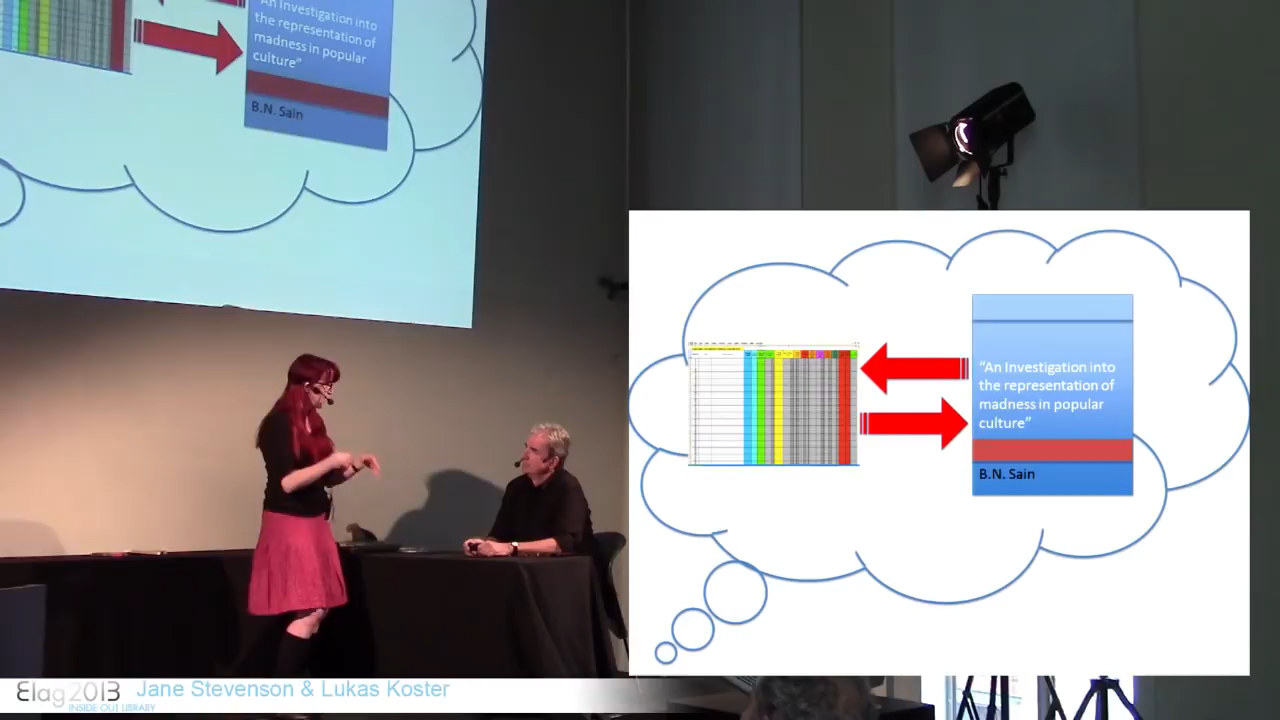 "An Investigation into
the representation of
madness in popular
culture"
B.N. Sain
"An Investigation into
the representation of
madness in popular
culture"
B.N. Sain
Elag2013
INSIDE OUT LIBRARY
Jane Stevenson & Lukas Koster